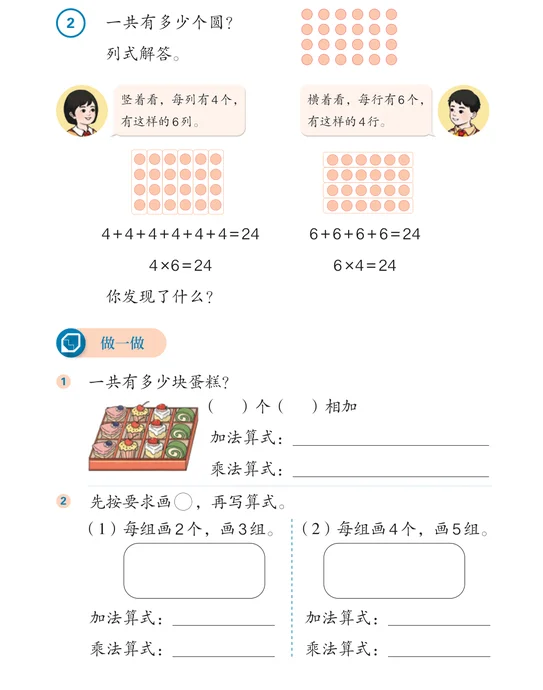 2 一共有多少个圆？
列式解答。
竖着看，每列有4个，
有这样的6列。
横着看，每行有6个，
有这样的4行。
4+4+4+4+4+4=24
4×6=24
6+6+6+6=24
6×4=24
你发现了什么？
做一做
1 一共有多少块蛋糕？
（ ）个（ ）相加
加法算式：
乘法算式：
2 先按要求画○，再写算式。
（1）每组画2个，画3组。
加法算式：
乘法算式：
（2）每组画4个，画5组。
加法算式：
乘法算式：